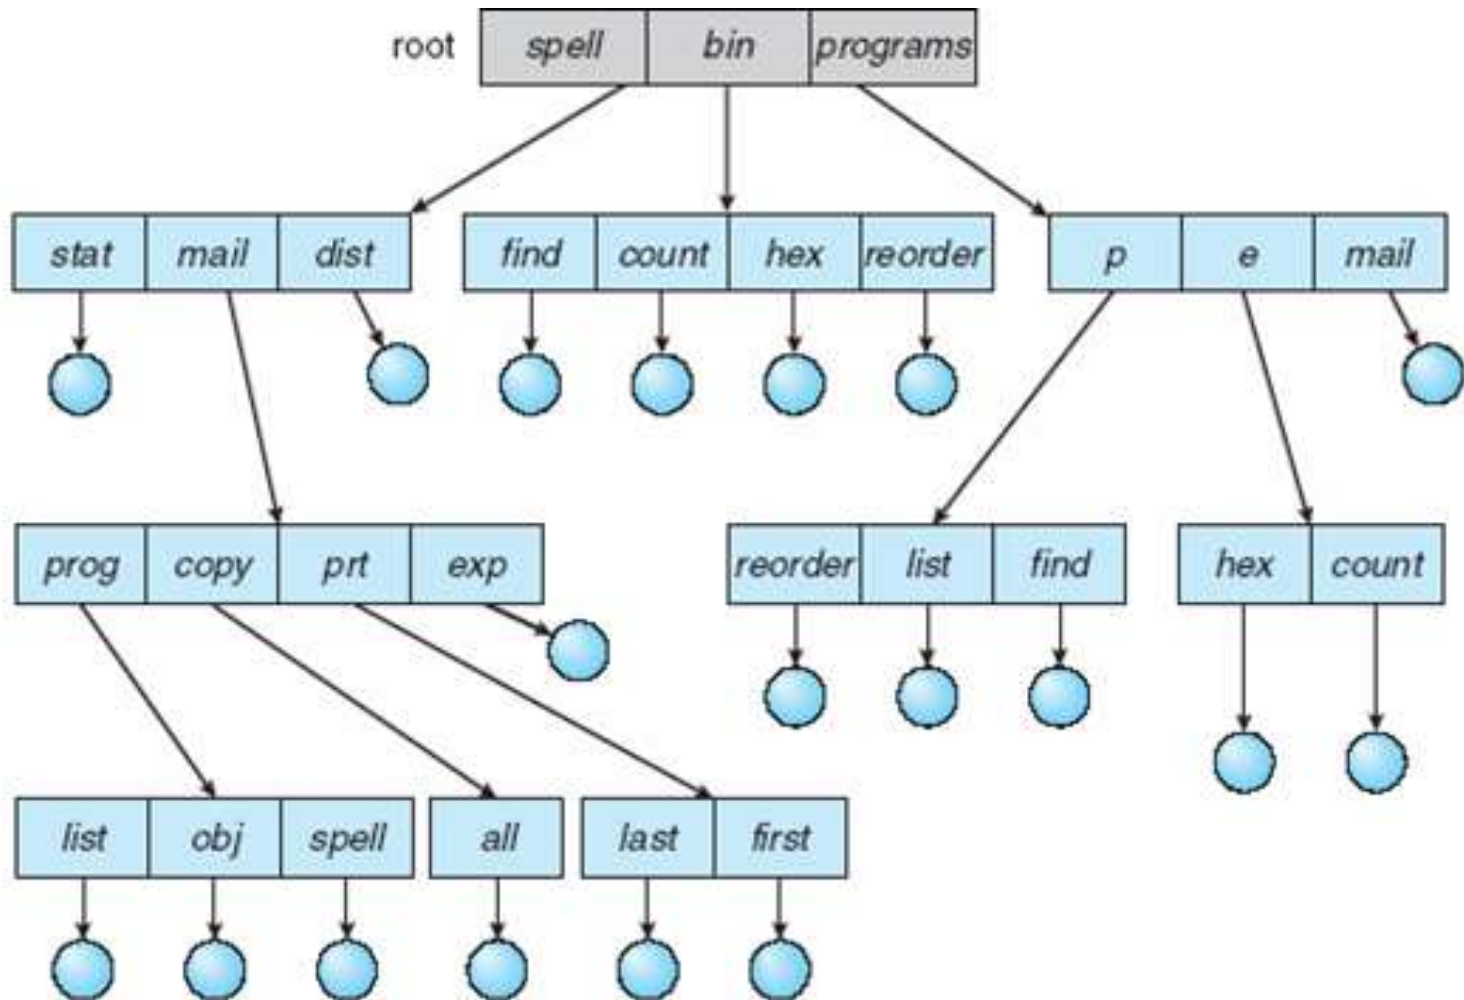 root spell bin programs
stat mail dist find count hex reorder p e mail
prog copy prt exp reorder list find hex count
list obj spell all last first